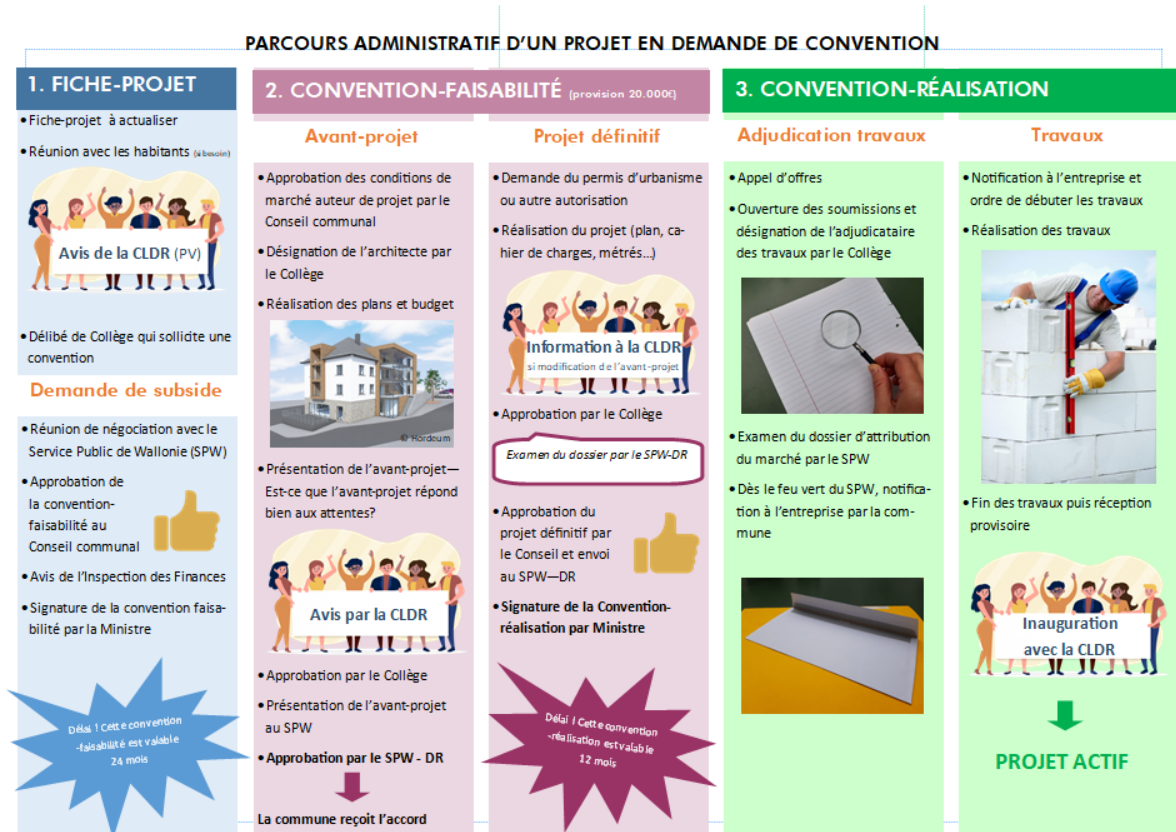 PARCOURS ADMINISTRATIF D'UN PROJET EN DEMANDE DE CONVENTION
1. FICHE-PROJET
• Fiche-projet à actualiser
• Réunion avec les habitants (si besoin)
Avis de la CLDR (PV)
• Délibé de Collège qui sollicite une
convention
Demande de subside
• Réunion de négociation avec le
Service Public de Wallonie (SPW)
• Approbation de
la convention-
faisabilité au
Conseil communal
• Avis de l'Inspection des Finances
• Signature de la convention faisa-
bilité par la Ministre
Délai ! Cette convention
-faisabilité est valable
24 mois
2. CONVENTION-FAISABILITÉ (provision 20.000€)
Avant-projet
• Approbation des conditions de
marché auteur de projet par le
Conseil communal
• Désignation de l'architecte par
le Collège
• Réalisation des plans et budget
© Hordeum
• Présentation de l'avant-projet—
Est-ce que l'avant-projet répond
bien aux attentes?
Avis par la CLDR
• Approbation par le Collège
• Présentation de l'avant-projet
au SPW
• Approbation par le SPW - DR
La commune reçoit l'accord
Projet définitif
• Demande du permis d'urbanisme
ou autre autorisation
• Réalisation du projet (plan, ca-
hier de charges, métrés...)
Information à la CLDR
si modification de l'avant-projet
• Approbation par le Collège
Examen du dossier par le SPW-DR
• Approbation du
projet définitif par
le Conseil et envoi
au SPW—DR
• Signature de la Convention-
réalisation par Ministre
Délai ! Cette convention
-réalisation est valable
12 mois
3. CONVENTION-RÉALISATION
Adjudication travaux
• Appel d'offres
• Ouverture des soumissions et
désignation de l'adjudicataire
des travaux par le Collège
• Examen du dossier d'attribution
du marché par le SPW
• Dès le feu vert du SPW, notifica-
tion à l'entreprise par la com-
mune
Travaux
• Notification à l'entreprise et
ordre de débuter les travaux
• Réalisation des travaux
• Fin des travaux puis réception
provisoire
Inauguration
avec la CLDR
PROJET ACTIF